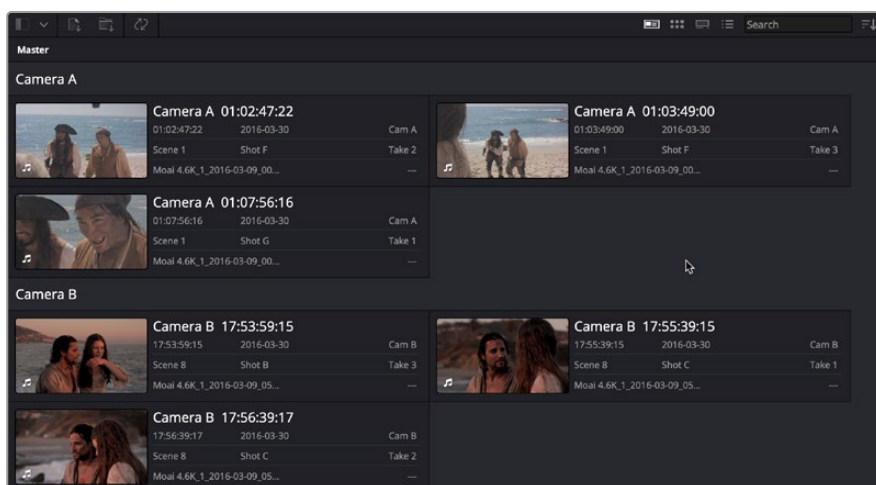 Search
Master
Camera A
Camera A 01:02:47:22
01:02:47:22 2016-03-30 Cam A
Scene 1 Shot F Take 2
Moai 4.6K_1_2016-03-09_00... ---
Camera A 01:03:49:00
01:03:49:00 2016-03-30 Cam A
Scene 1 Shot F Take 3
Moai 4.6K_1_2016-03-09_00... ---
Camera A 01:07:56:16
01:07:56:16 2016-03-30 Cam A
Scene 1 Shot G Take 1
Moai 4.6K_1_2016-03-09_00... ---
Camera B
Camera B 17:53:59:15
17:53:59:15 2016-03-30 Cam B
Scene 8 Shot B Take 3
Moai 4.6K_1_2016-03-09_05... ---
Camera B 17:55:39:15
17:55:39:15 2016-03-30 Cam B
Scene 8 Shot C Take 1
Moai 4.6K_1_2016-03-09_05... ---
Camera B 17:56:39:17
17:56:39:17 2016-03-30 Cam B
Scene 8 Shot C Take 2
Moai 4.6K_1_2016-03-09_05... ---